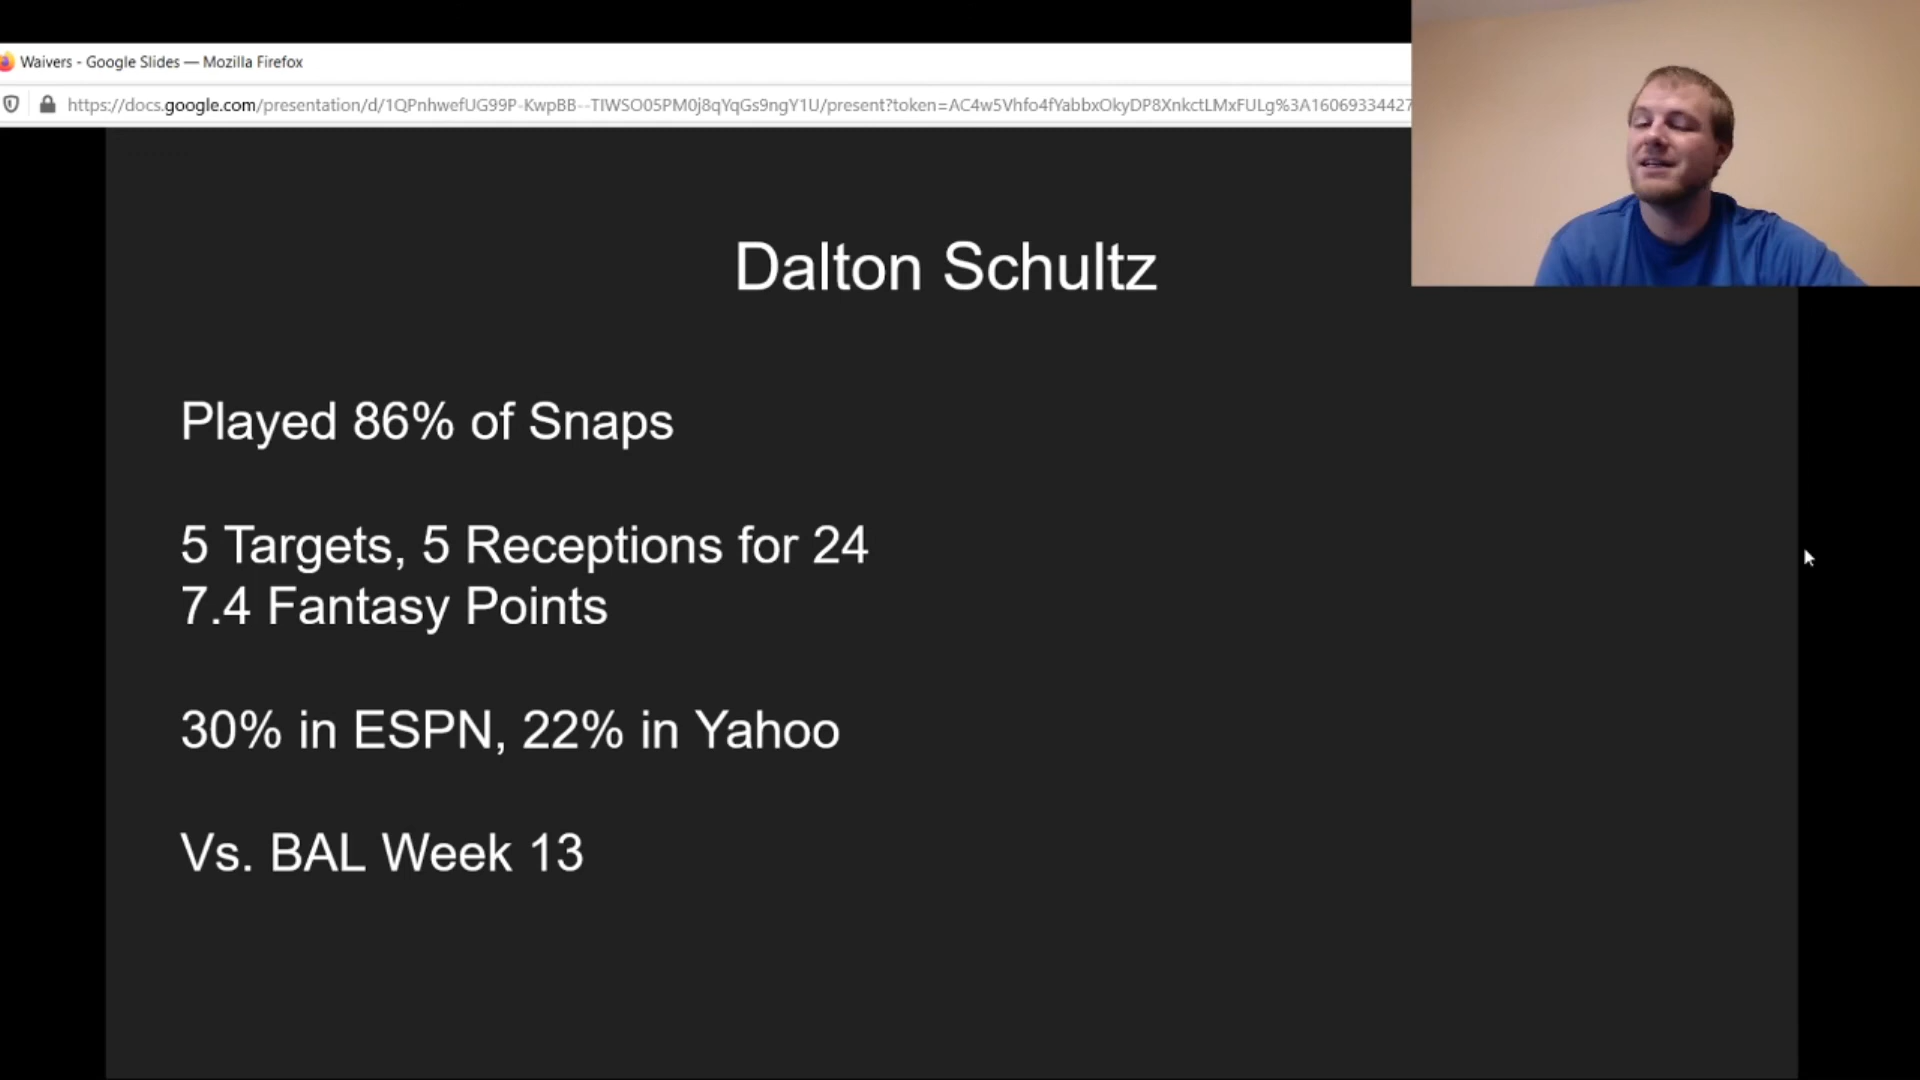 Waivers - Google Slides — Mozilla Firefox
https://docs.google.com/presentation/d/1QPnhwefUG99P-KwpBB--TIWSO05PM0j8qYqGs9ngY1U/present?token=AC4w5Vhfo4fYabbxOkyDP8XnkctLMxFULg%3A16069334427
Dalton Schultz
Played 86% of Snaps
5 Targets, 5 Receptions for 24
7.4 Fantasy Points
30% in ESPN, 22% in Yahoo
Vs. BAL Week 13